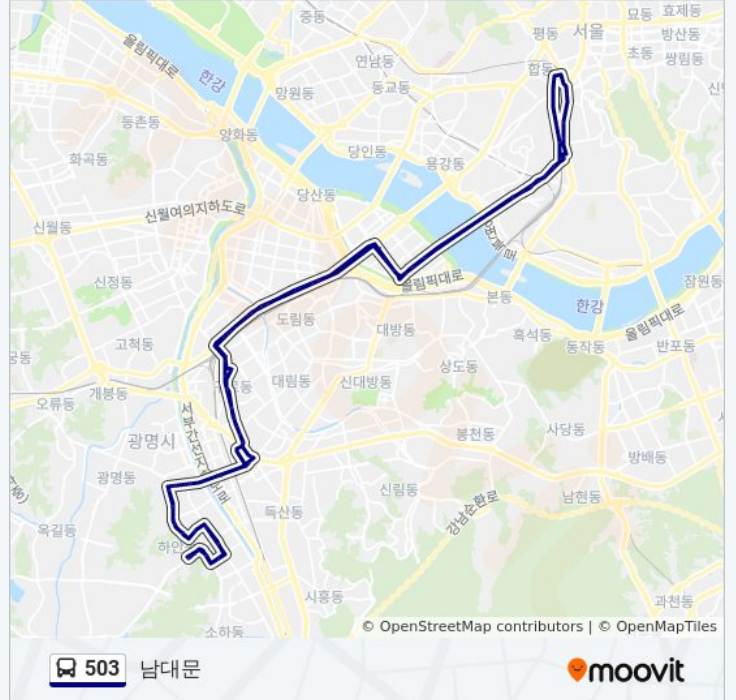 중동
묘동
효제동
평동
서울
방산동
초동
쌍림동
올림픽대로
연남동
합동
한강
망원동
동교동
등촌동
양화동
당인동
용강동
화곡동
당산동
신월여의지하도로
신월동
신정동
올림픽대로
본동
잠원동
한강
올림픽대로
도림동
대방동
흑석동
동작동
반포동
고척동
상도동
대림동
신대방동
개봉동
오류동
광명시
봉천동
사당동
방배동
광명동
신림동
남현동
강남순환로
옥길동
독산동
시흥동
과천동
소하동
© OpenStreetMap contributors | © OpenMapTiles
503 남대문
moovit